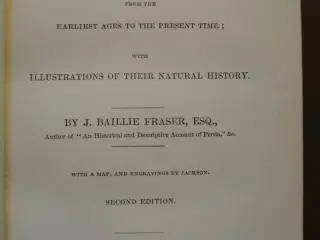 FROM THE
EARLIEST AGES TO THE PRESENT TIME;
WITH
ILLUSTRATIONS OF THEIR NATURAL HISTORY.
BY J. BAILLIE FRASER, ESQ.,
Author of "An Historical and Descriptive Account of Persia," &c.
WITH A MAP, AND ENGRAVINGS BY JACKSON.
SECOND EDITION.